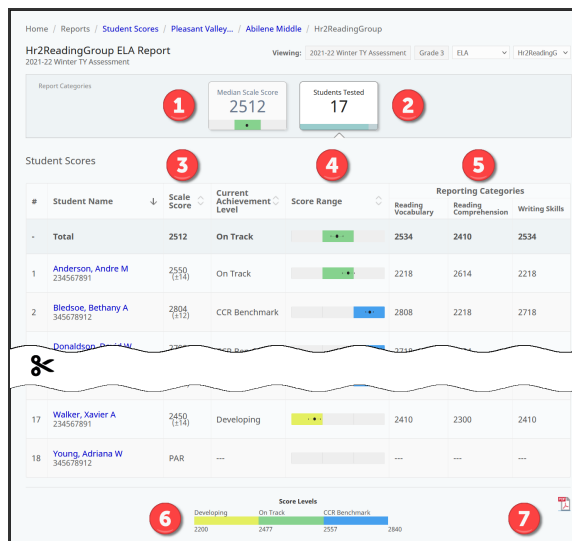 Home / Reports / Student Scores / Pleasant Valley... / Abilene Middle / Hr2ReadingGroup
Hr2ReadingGroup ELA Report
2021-22 Winter TY Assessment
Viewing: 2021-22 Winter TY Assessment Grade 3 ELA Hr2ReadingG
Report Categories
1
Median Scale Score
2512
Students Tested
17
2
Student Scores
3
4
5
# Student Name Scale Score Current Achievement Level Score Range Reporting Categories
Reading Vocabulary Reading Comprehension Writing Skills
- Total 2512 On Track 2534 2410 2534
1 Anderson, Andre M 2550 On Track 2218 2614 2218
234567891 (±14)
2 Bledsoe, Bethany A 2804 CCR Benchmark 2808 2218 2718
345678912 (±12)
Donaldson,
17 Walker, Xavier A 2450 Developing 2410 2300 2410
234567891 (±14)
18 Young, Adriana W PAR --- --- --- ---
345678912
Score Levels
6
Developing On Track CCR Benchmark
2200 2477 2557 2840
7
PDF